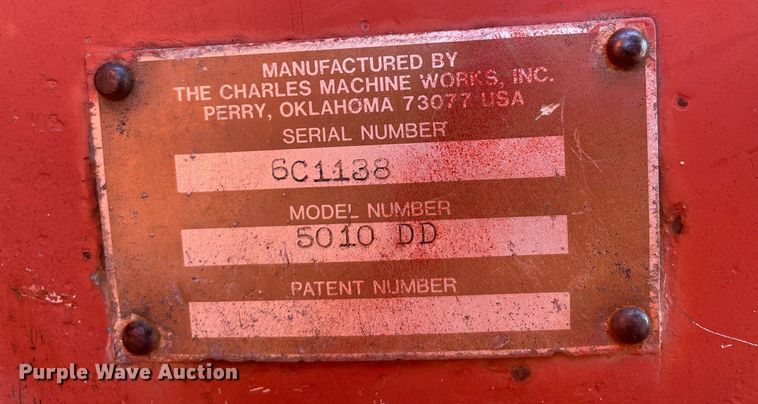 MANUFACTURED BY
THE CHARLES MACHINE WORKS, INC.
PERRY, OKLAHOMA 73077 USA
SERIAL NUMBER
6C1138
MODEL NUMBER
5010 DD
PATENT NUMBER
Purple Wave Auction